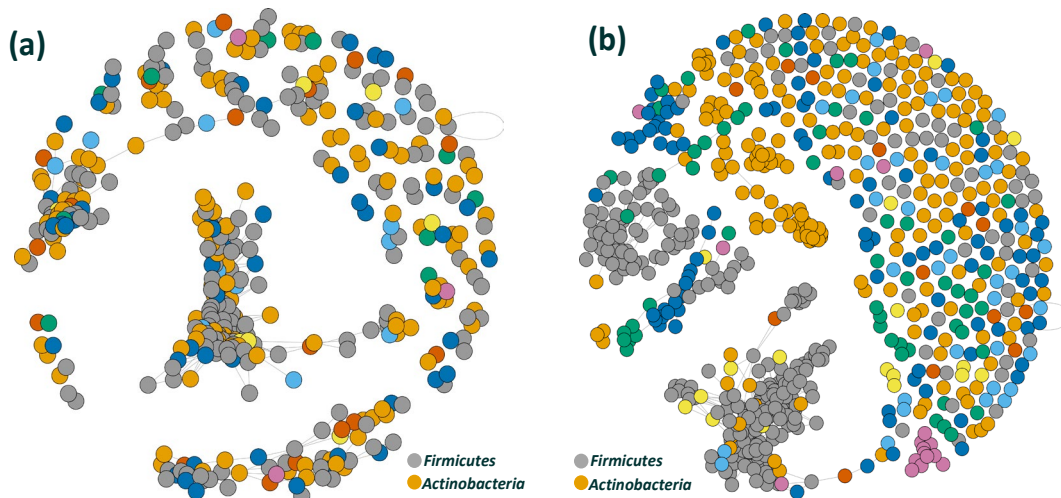 (a)
(b)
Firmicutes
Actinobacteria
Firmicutes
Actinobacteria